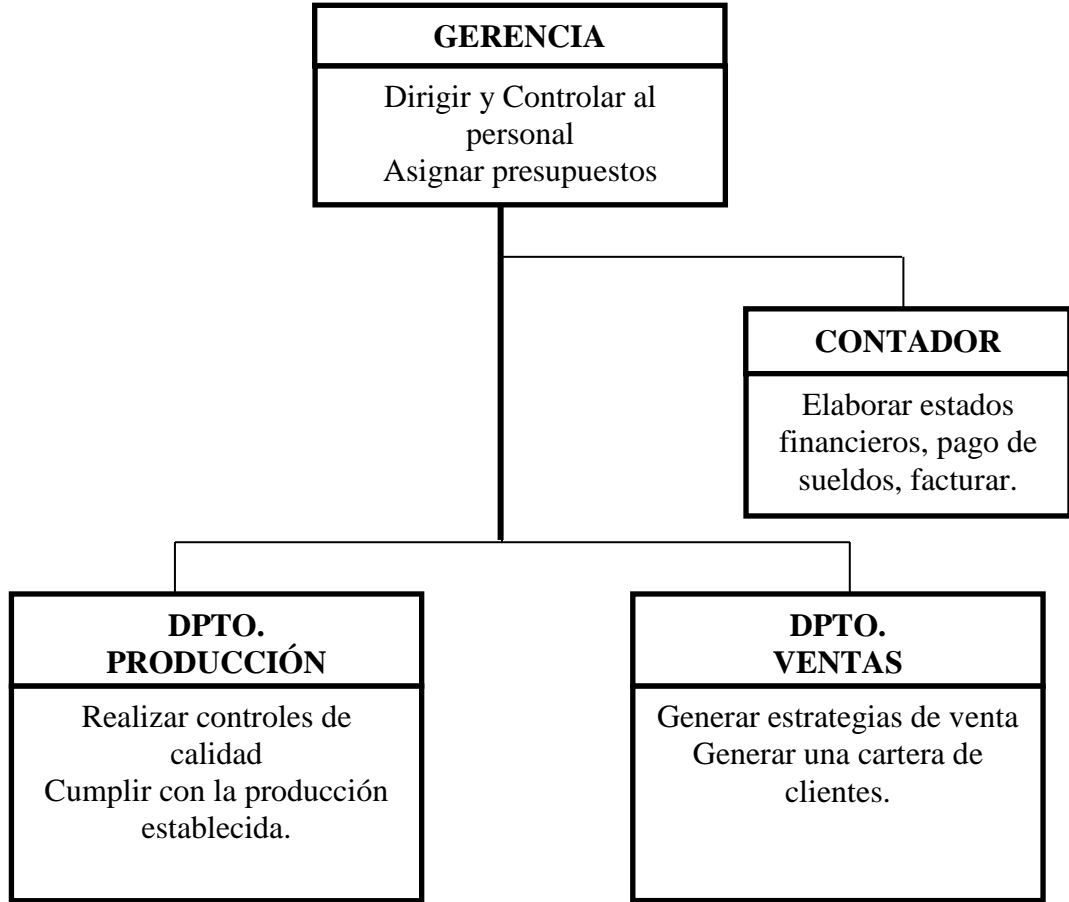 GERENCIA
Dirigir y Controlar al
personal
Asignar presupuestos
CONTADOR
Elaborar estados
financieros, pago de
sueldos, facturar.
DPTO.
PRODUCCIÓN
Realizar controles de
calidad
Cumplir con la producción
establecida.
DPTO.
VENTAS
Generar estrategias de venta
Generar una cartera de
clientes.